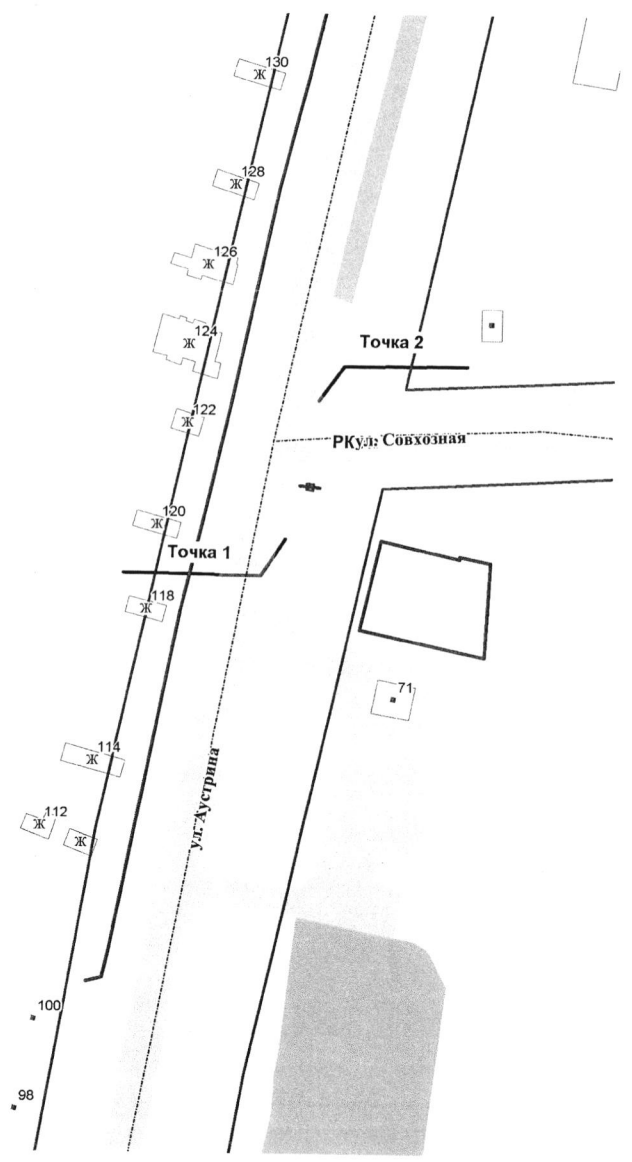 130
Ж
128
Ж
126
Ж
124
Ж
Точка 2
122
Ж
РКул. Совхозная
120
Ж
Точка 1
118
Ж
71
114
Ж
ул. Аустрина
112
Ж
Ж
100
98